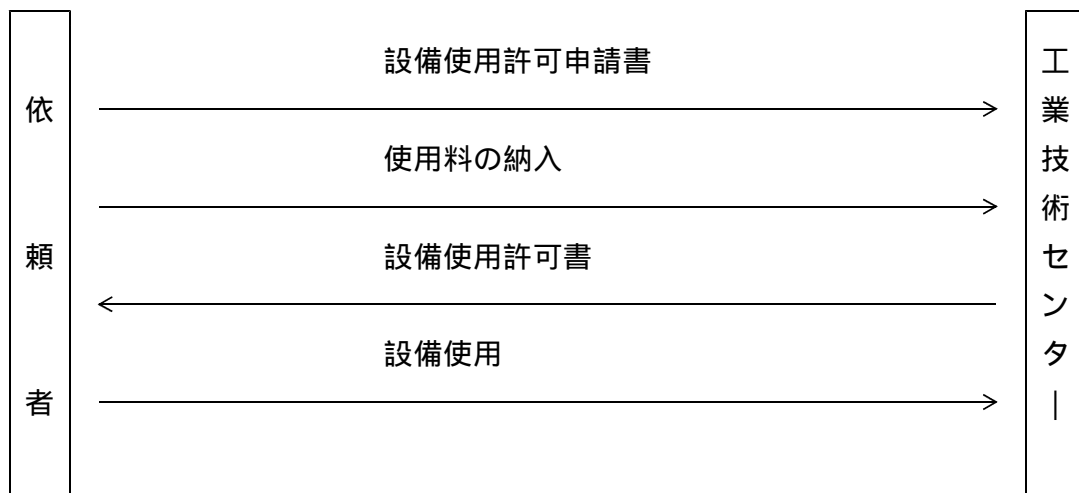 依頼者
設備使用許可申請書
使用料の納入
設備使用許可書
設備使用
工業技術センター